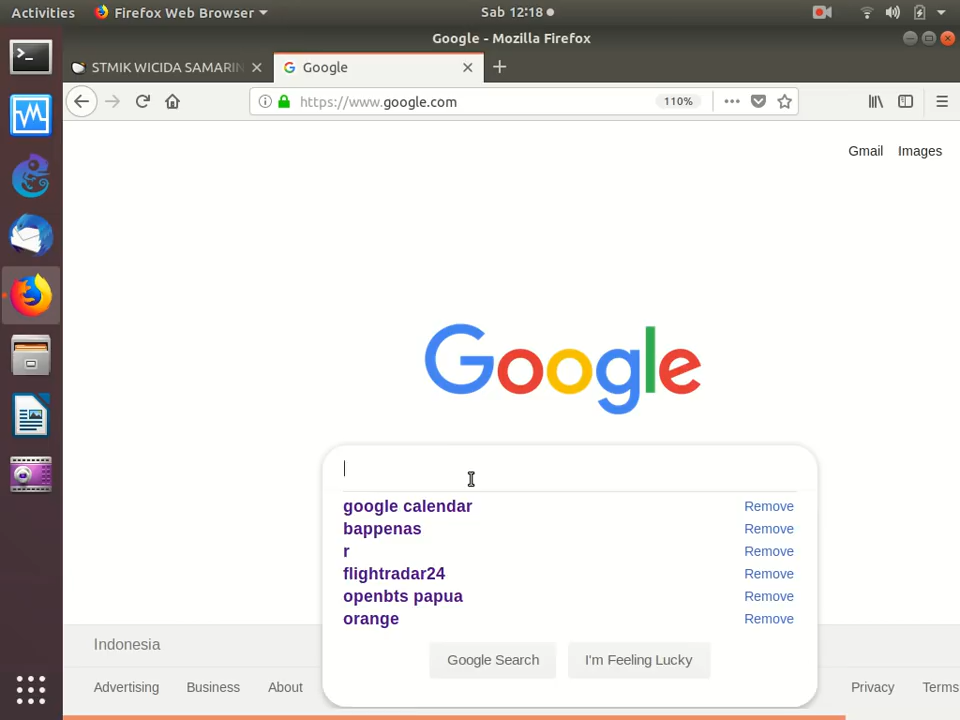 Activities Firefox Web Browser Sab 12:18
Google - Mozilla Firefox
STMIK WICIDA SAMARIN Google
https://www.google.com 110%
Gmail Images
Google
google calendar Remove
bappenas Remove
r Remove
flightradar24 Remove
openbts papua Remove
orange Remove
Google Search I'm Feeling Lucky
Indonesia
Advertising Business About Privacy Terms